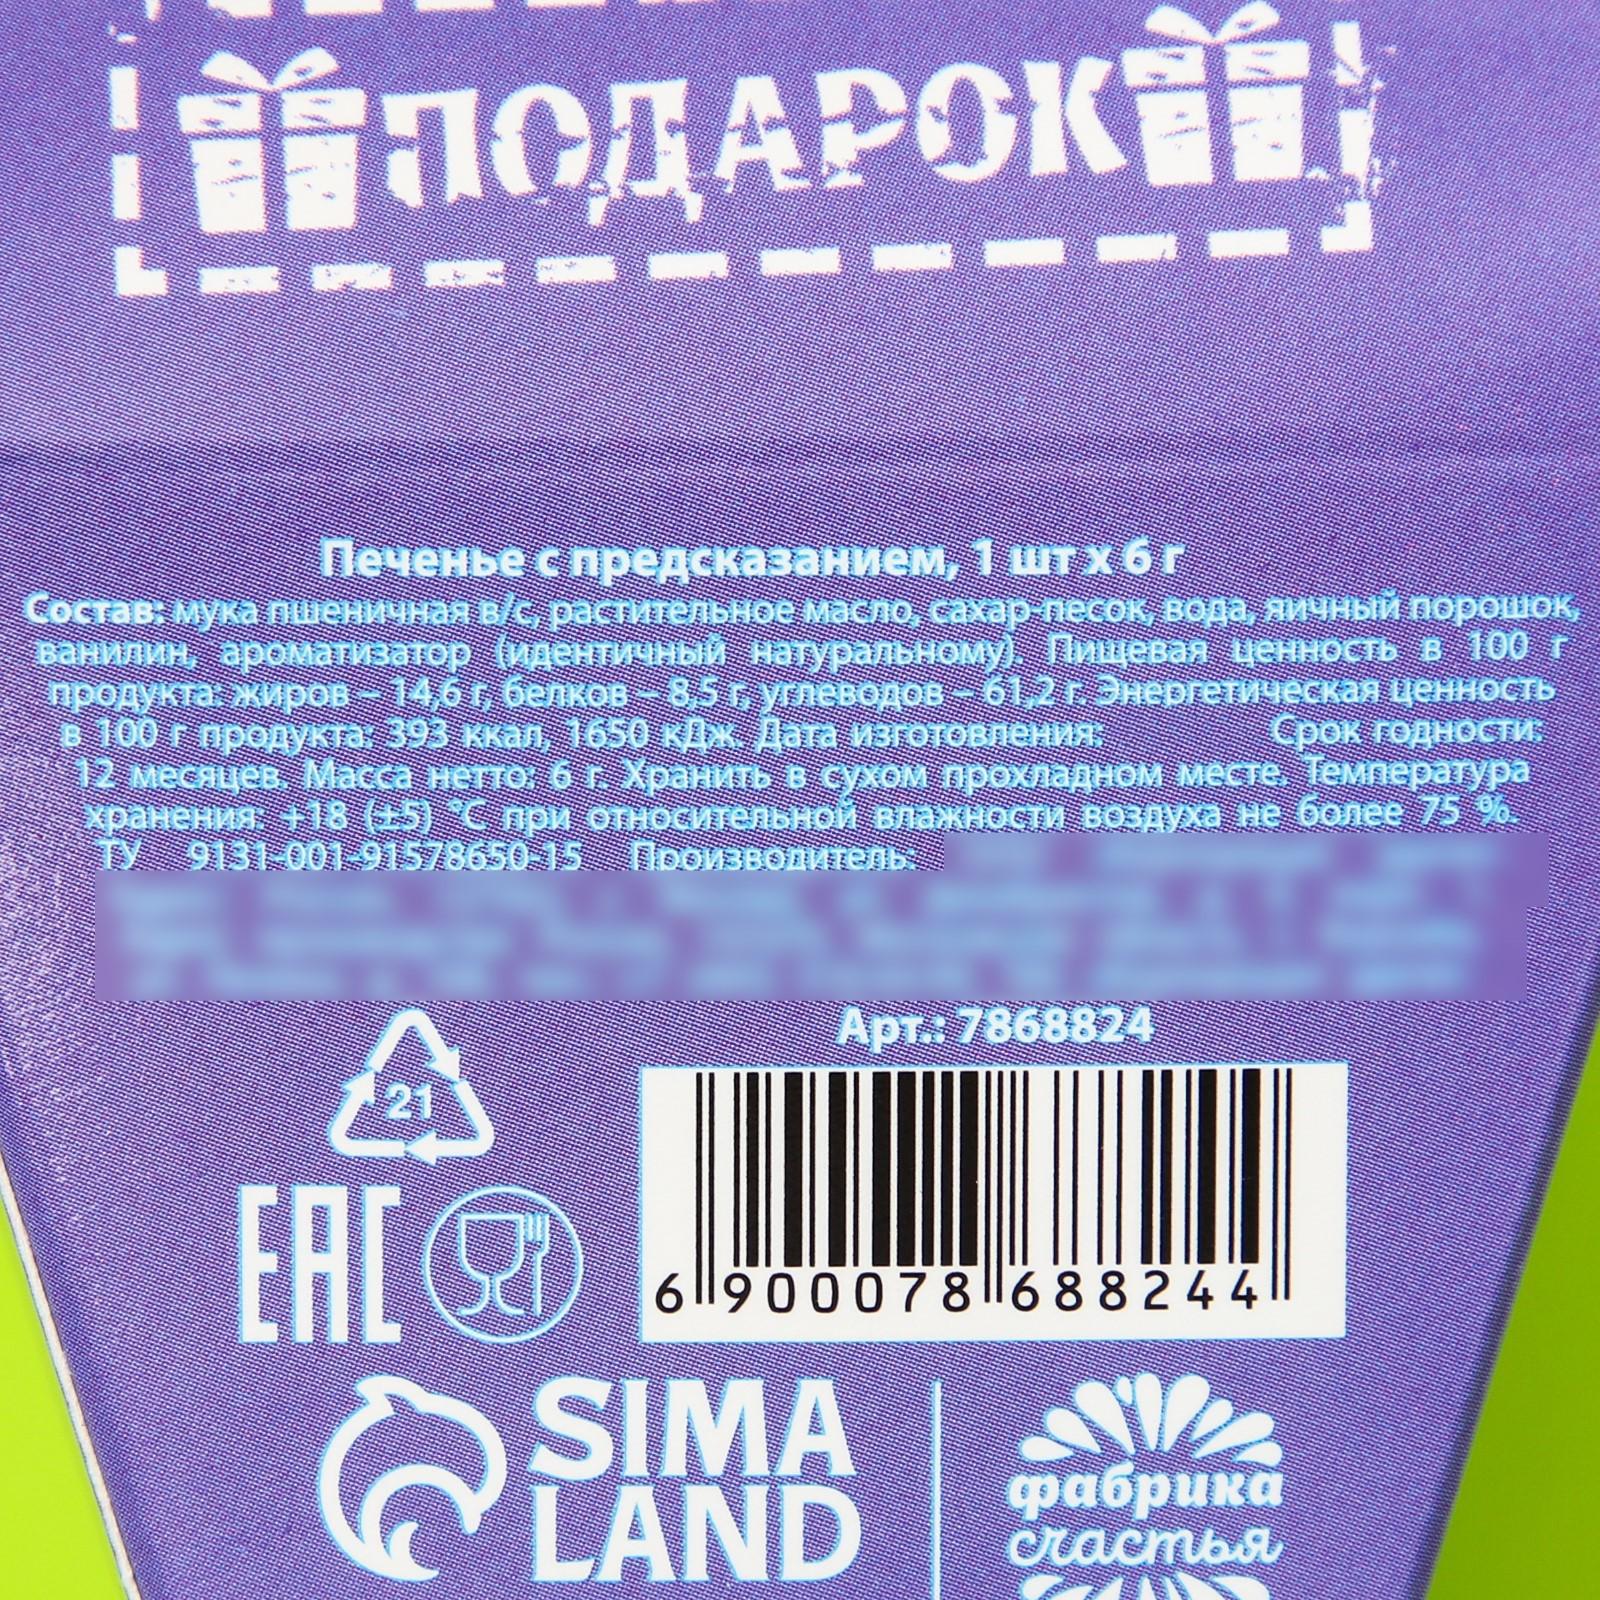 ПОДАРОК
Печенье с предсказанием, 1 шт х 6 г
Состав: мука пшеничная в/с, растительное масло, сахар-песок, вода, яичный порошок,
ванилин, ароматизатор (идентичный натуральному). Пищевая ценность в 100 г
продукта: жиров – 14,6 г, белков – 8,5 г, углеводов – 61,2 г. Энергетическая ценность
в 100 г продукта: 393 ккал, 1650 кДж. Дата изготовления: Срок годности:
12 месяцев. Масса нетто: 6 г. Хранить в сухом прохладном месте. Температура
хранения: +18 (±5) °С при относительной влажности воздуха не более 75 %.
ТУ 9131-001-91578650-15 Производитель:
Арт.: 7868824
21
EAC
6 900078 688244
SIMA
LAND
фабрика
счастья